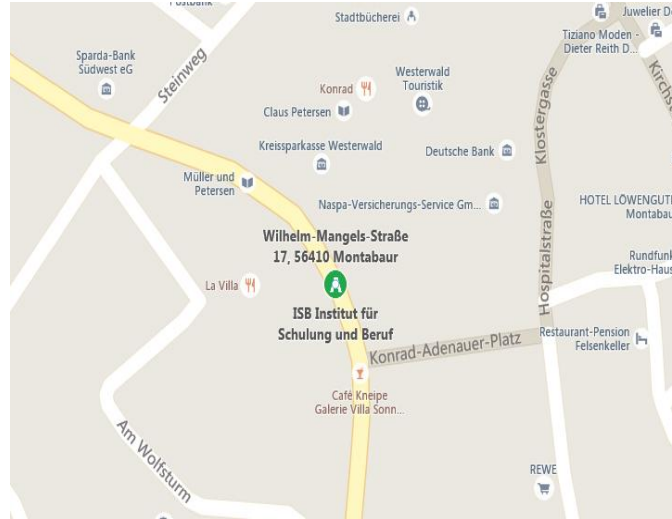 Postbank
Stadtbücherei
Juwelier
Tiziano Moden -
Dieter Reith D...
Sparda-Bank
Südwest eG
Steinweg
Westerwald
Touristik
Konrad
Claus Petersen
Klostergasse
Kreissparkasse Westerwald
Deutsche Bank
Müller und
Petersen
Naspa-Versicherungs-Service Gm...
HOTEL LÖWENGUT
Montabau
Wilhelm-Mangels-Straße
17, 56410 Montabaur
Rundfunk
Elektro-Haus
La Villa
Hospitalstraße
ISB Institut für
Schulung und Beruf
Restaurant-Pension
Felsenkeller
Konrad-Adenauer-Platz
Café Kneipe
Galerie Villa Sonn...
Am Wolfsturm
REWE